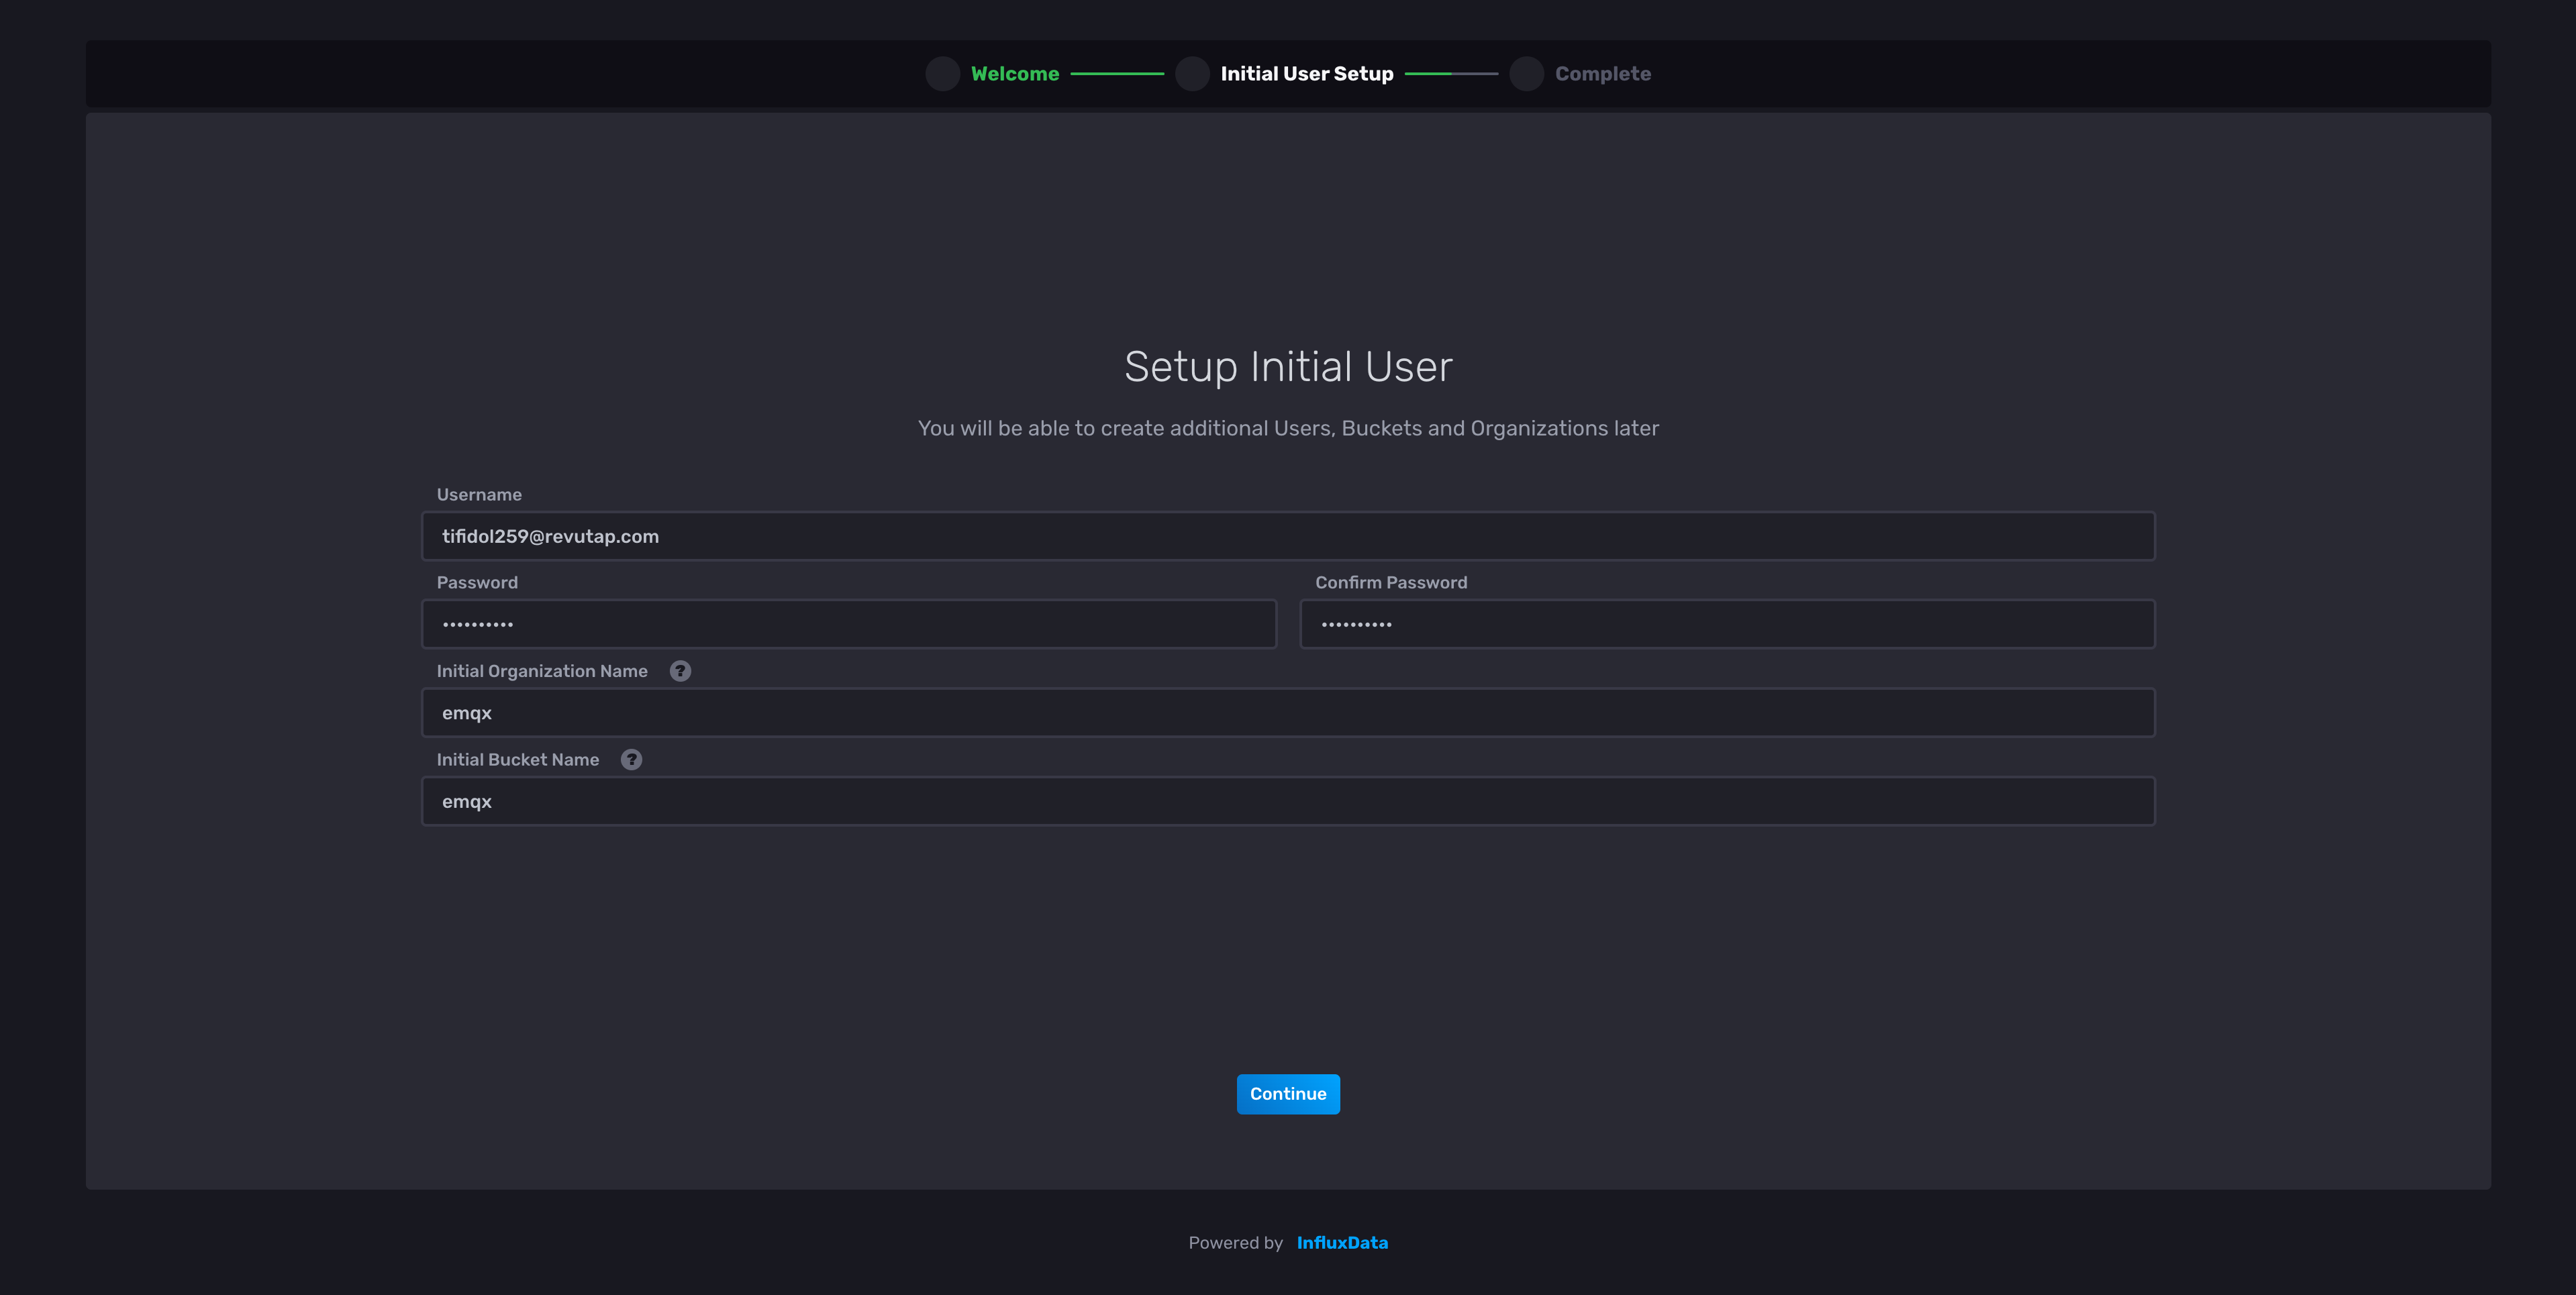 Welcome Initial User Setup Complete
Setup Initial User
You will be able to create additional Users, Buckets and Organizations later
Username
tifidol259@revutap.com
Password Confirm Password
•••••••••• ••••••••••
Initial Organization Name ?
emqx
Initial Bucket Name ?
emqx
Continue
Powered by InfluxData